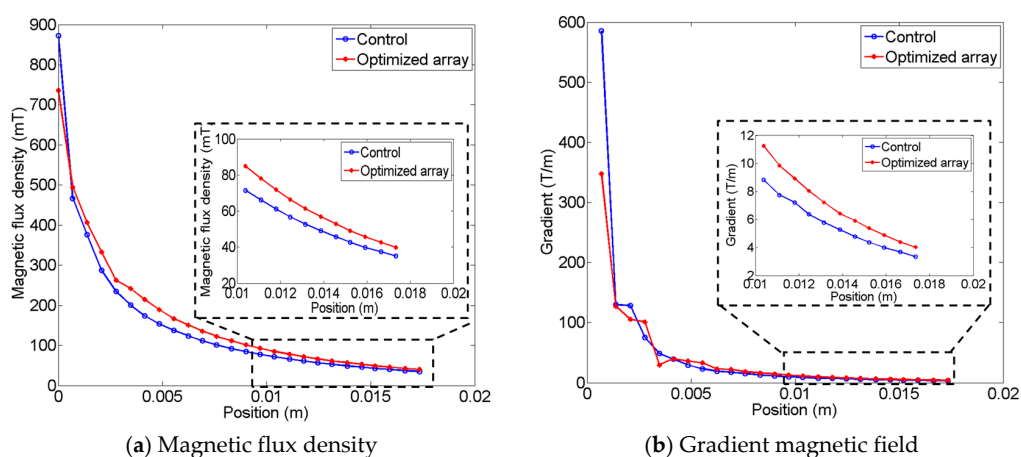 900
800
700
600
500
400
300
200
100
0
Magnetic flux density (mT)
Control
Optimized array
100
80
60
40
20
Magnetic flux density (mT)
Control
Optimized array
0.01 0.012 0.014 0.016 0.018 0.02
Position (m)
0 0.005 0.01 0.015 0.02
Position (m)
(a) Magnetic flux density
600
500
400
300
200
100
0
Gradient (T/m)
Control
Optimized array
12
10
8
6
4
2
Gradient (T/m)
Control
Optimized array
0.01 0.012 0.014 0.016 0.018 0.02
Position (m)
0 0.005 0.01 0.015 0.02
Position (m)
(b) Gradient magnetic field